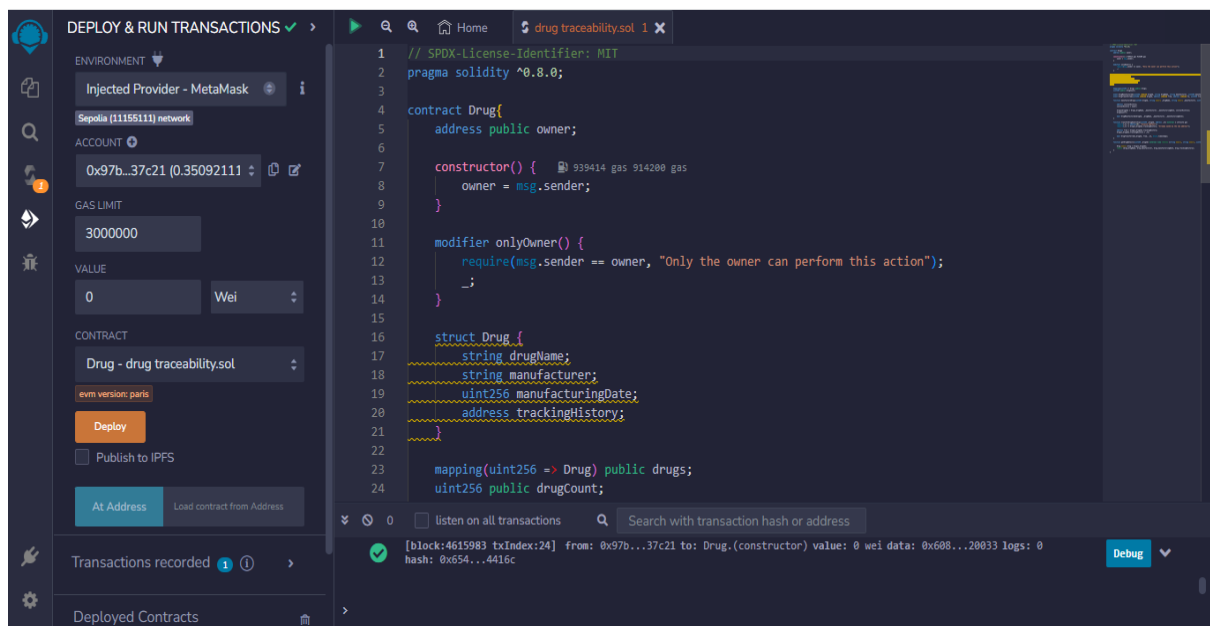 DEPLOY & RUN TRANSACTIONS
ENVIRONMENT
Injected Provider - MetaMask
Sepolia (11155111) network
ACCOUNT
0x97b...37c21 (0.35092111
GAS LIMIT
3000000
VALUE
0 Wei
CONTRACT
Drug - drug traceability.sol
evm version: paris
Deploy
Publish to IPFS
At Address Load contract from Address
Transactions recorded 1
Deployed Contracts
1
Home drug traceability.sol 1
1 // SPDX-License-Identifier: MIT
2 pragma solidity ^0.8.0;
3
4 contract Drug{
5 address public owner;
6
7 constructor() { 939414 gas 914200 gas
8 owner = msg.sender;
9 }
10
11 modifier onlyOwner() {
12 require(msg.sender == owner, "Only the owner can perform this action");
13 _;
14 }
15
16 struct Drug {
17 string drugName;
18 string manufacturer;
19 uint256 manufacturingDate;
20 address trackingHistory;
21 }
22
23 mapping(uint256 => Drug) public drugs;
24 uint256 public drugCount;
0 listen on all transactions Search with transaction hash or address
[block:4615983 txIndex:24] from: 0x97b...37c21 to: Drug.(constructor) value: 0 wei data: 0x608...20033 logs: 0
hash: 0x654...4416c
Debug
>